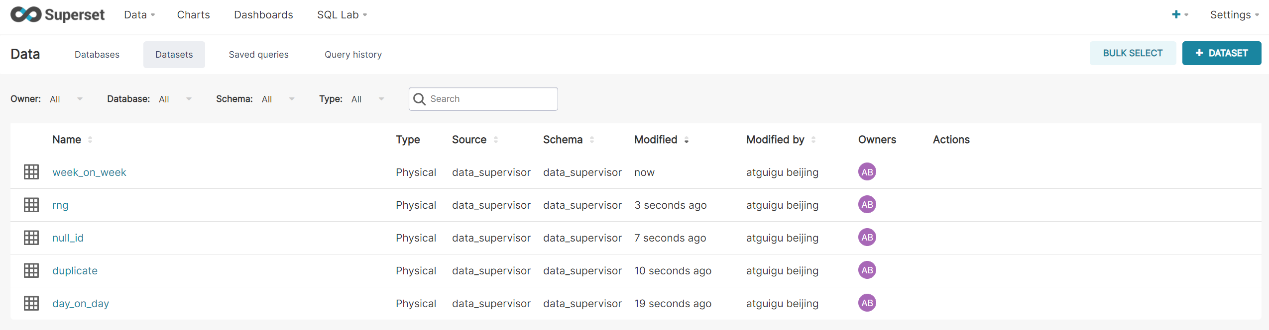 Superset Data Charts Dashboards SQL Lab + Settings
Data Databases Datasets Saved queries Query history BULK SELECT + DATASET
Owner: All Database: All Schema: All Type: All Search
Name Type Source Schema Modified Modified by Owners Actions
week_on_week Physical data_supervisor data_supervisor now atguigu beijing AB
rng Physical data_supervisor data_supervisor 3 seconds ago atguigu beijing AB
null_id Physical data_supervisor data_supervisor 7 seconds ago atguigu beijing AB
duplicate Physical data_supervisor data_supervisor 10 seconds ago atguigu beijing AB
day_on_day Physical data_supervisor data_supervisor 19 seconds ago atguigu beijing AB